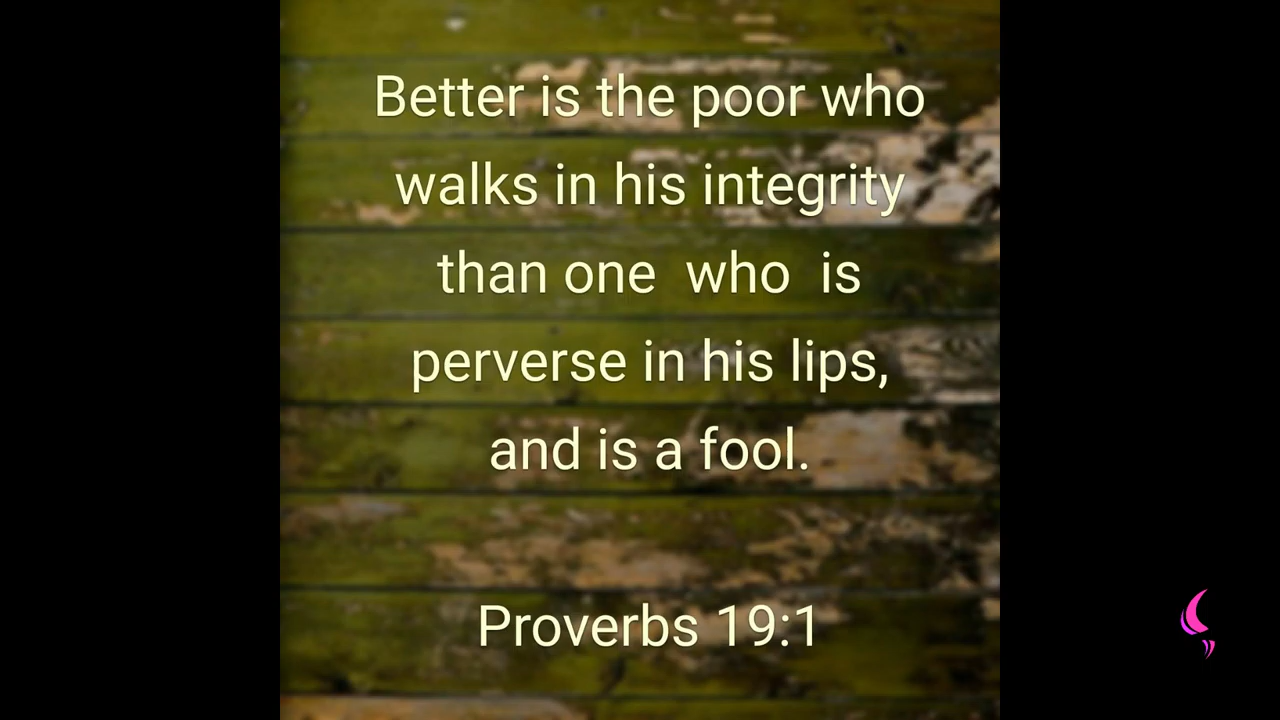 Better is the poor who
walks in his integrity
than one  who  is
perverse in his lips,
and is a fool.
Proverbs 19:1